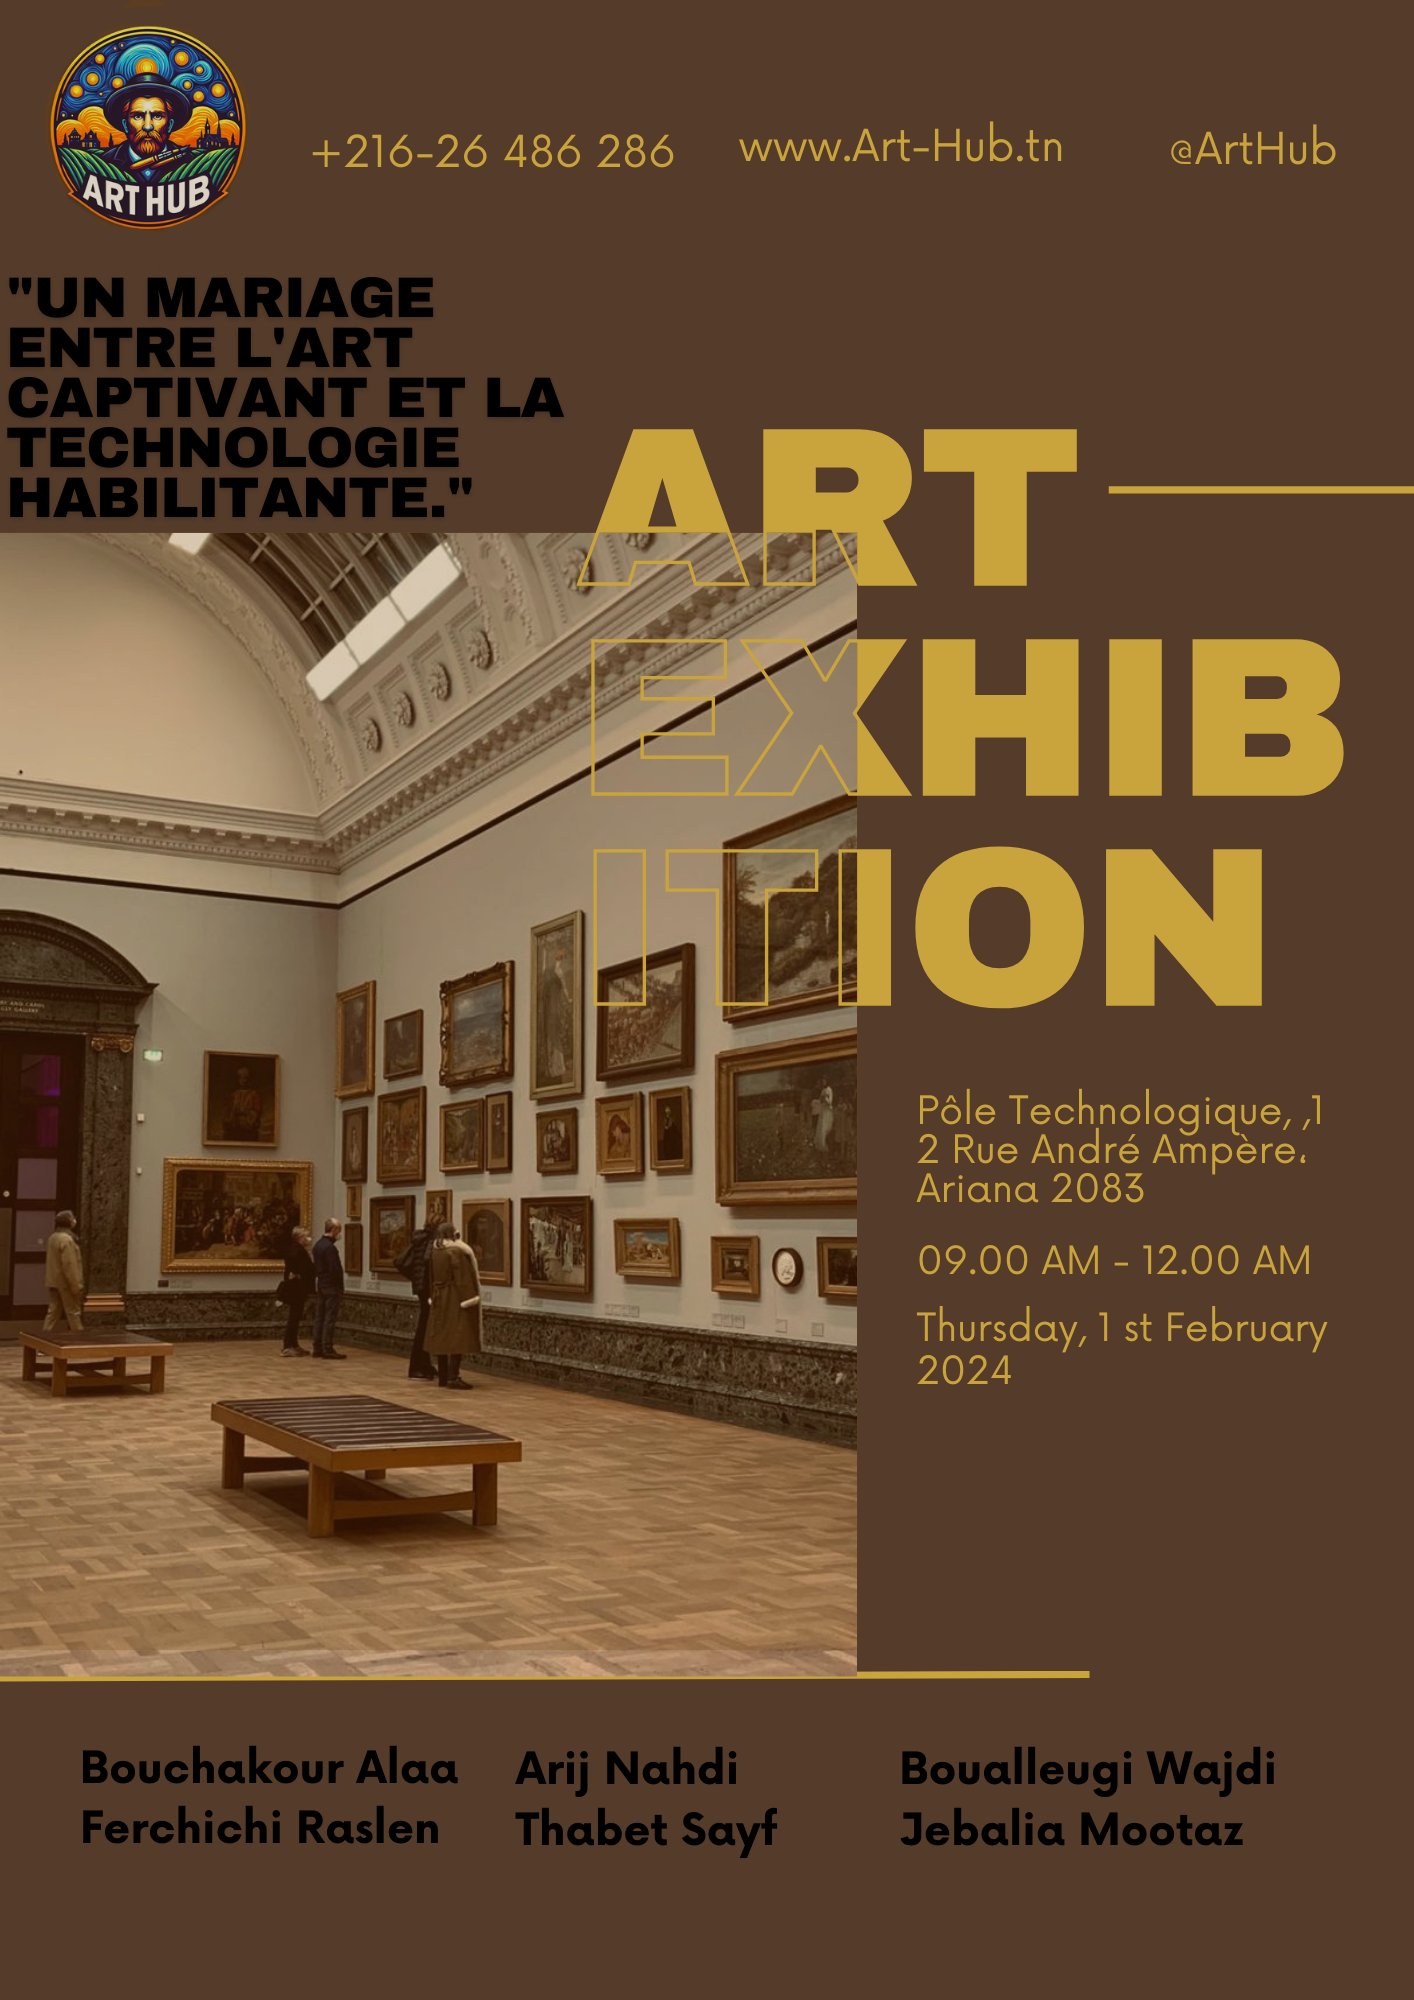 ART HUB
+216-26 486 286
www.Art-Hub.tn
@ArtHub
"UN MARIAGE
ENTRE L'ART
CAPTIVANT ET LA
TECHNOLOGIE
HABILITANTE."
ART
EXHIB
ITION
Pôle Technologique, ,1
2 Rue André Ampère،
Ariana 2083
09.00 AM - 12.00 AM
Thursday, 1 st February
2024
Bouchakour Alaa
Ferchichi Raslen
Arij Nahdi
Thabet Sayf
Boualleugi Wajdi
Jebalia Mootaz